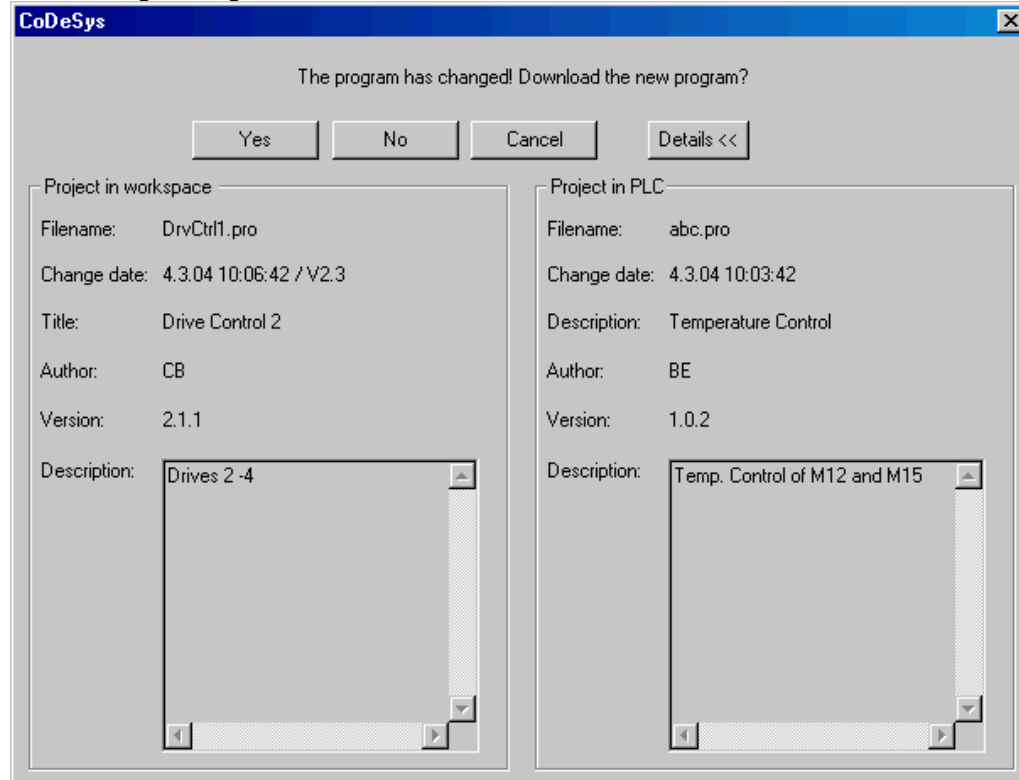 CoDeSys
The program has changed! Download the new program?
Yes
No
Cancel
Details <<
Project in workspace
Filename: DrvCtrl1.pro
Change date: 4.3.04 10:06:42 / V2.3
Title: Drive Control 2
Author: CB
Version: 2.1.1
Description: Drives 2 -4
Project in PLC
Filename: abc.pro
Change date: 4.3.04 10:03:42
Description: Temperature Control
Author: BE
Version: 1.0.2
Description: Temp. Control of M12 and M15